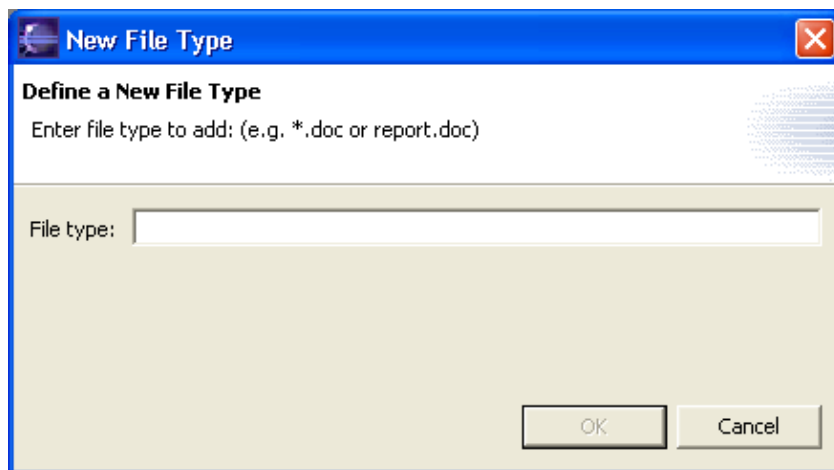 New File Type
Define a New File Type
Enter file type to add: (e.g. *.doc or report.doc)
File type:
OK Cancel